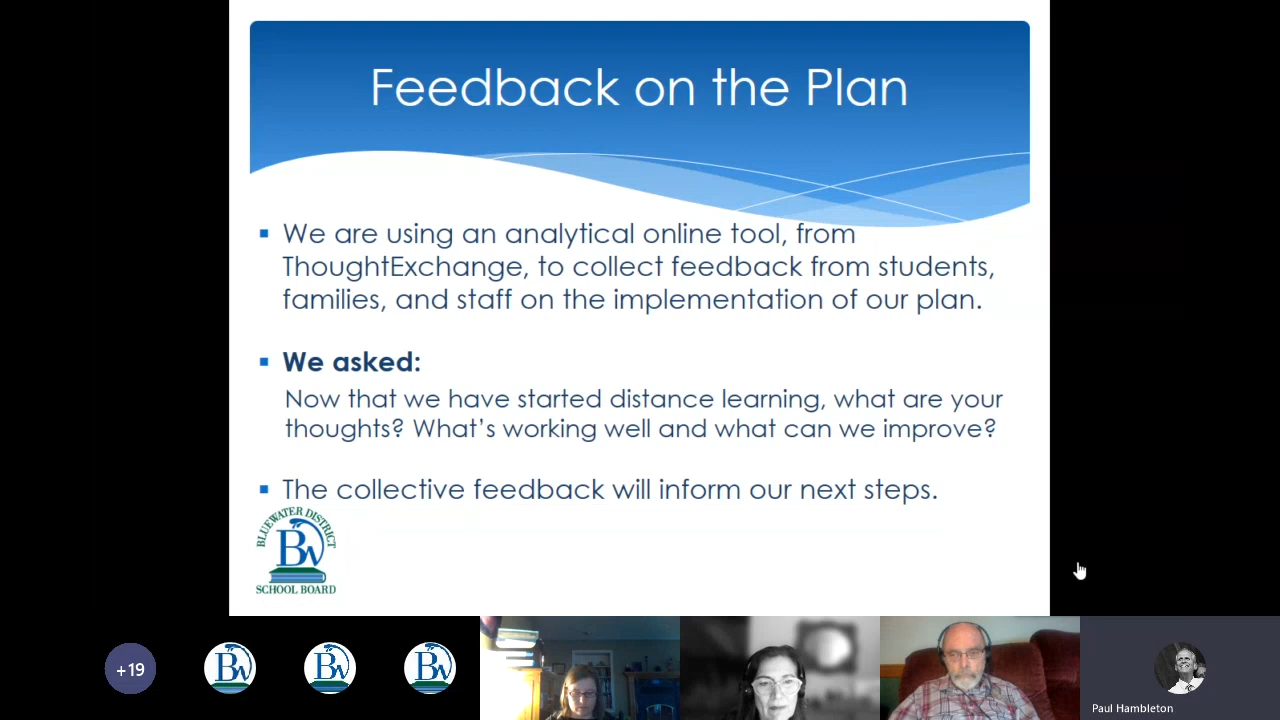 Feedback on the Plan
We are using an analytical online tool, from
ThoughtExchange, to collect feedback from students,
families, and staff on the implementation of our plan.
We asked:
Now that we have started distance learning, what are your
thoughts? What's working well and what can we improve?
The collective feedback will inform our next steps.
BLUEWATER DISTRICT
BW
SCHOOL BOARD
+19
BW
BW
BW
Paul Hambleton